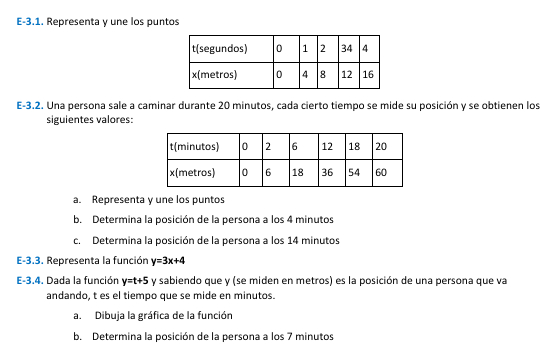 E-3.1. Representa y une los puntos
t(segundos) 0 1 2 34 4
x(metros) 0 4 8 12 16
E-3.2. Una persona sale a caminar durante 20 minutos, cada cierto tiempo se mide su posición y se obtienen los
siguientes valores:
t(minutos) 0 2 6 12 18 20
x(metros) 0 6 18 36 54 60
a. Representa y une los puntos
b. Determina la posición de la persona a los 4 minutos
c. Determina la posición de la persona a los 14 minutos
E-3.3. Representa la función y=3x+4
E-3.4. Dada la función y=t+5 y sabiendo que y (se miden en metros) es la posición de una persona que va
andando, t es el tiempo que se mide en minutos.
a. Dibuja la gráfica de la función
b. Determina la posición de la persona a los 7 minutos